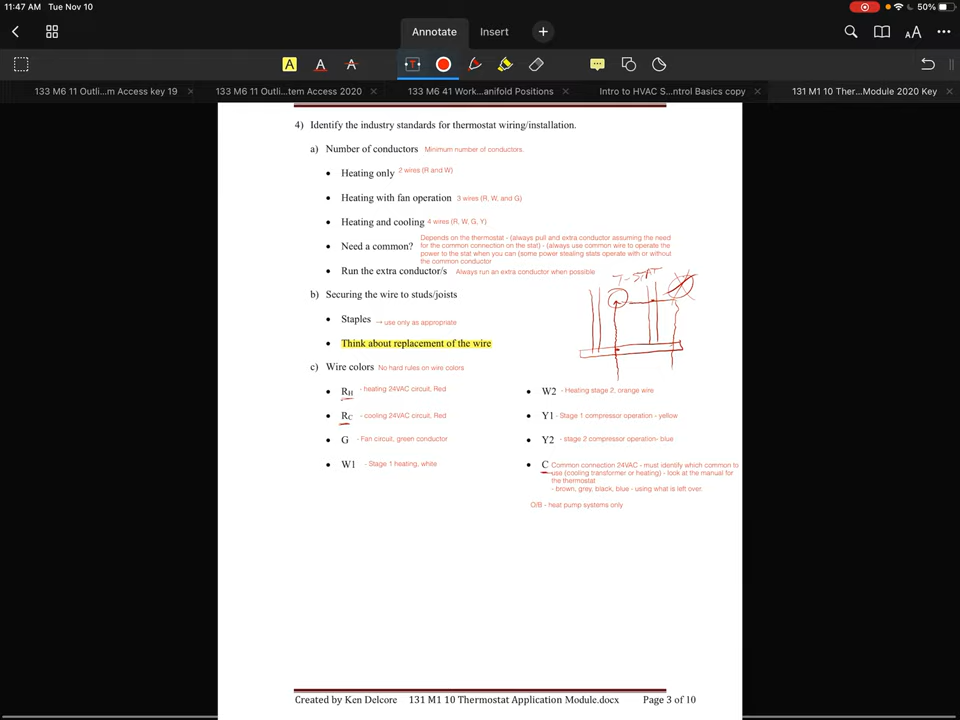 11:47 AM Tue Nov 10
50%
Annotate
Insert
133 M6 11 Outli...m Access key 19
133 M6 11 Outli...tem Access 2020
133 M6 41 Work...anifold Positions
Intro to HVAC S...ntrol Basics copy
131 M1 10 Ther...Module 2020 Key
4) Identify the industry standards for thermostat wiring/installation.
a) Number of conductors Minimum number of conductors.
• Heating only 2 wires (R and W)
• Heating with fan operation 3 wires (R, W, and G)
• Heating and cooling 4 wires (R, W, G, Y)
• Need a common? Depends on the thermostat - (always pull and extra conductor assuming the need
for the common connection on the stat) - (always use common wire to operate the
power to the stat when you can (some power stealing stats operate with or without
the common conductor
• Run the extra conductor/s Always run an extra conductor when possible
T-STAT
b) Securing the wire to studs/joists
• Staples → use only as appropriate
• Think about replacement of the wire
c) Wire colors No hard rules on wire colors
• RH - heating 24VAC circuit, Red
• RC - cooling 24VAC circuit, Red
• G - Fan circuit, green conductor
• W1 - Stage 1 heating, white
• W2 - Heating stage 2, orange wire
• Y1 - Stage 1 compressor operation - yellow
• Y2 - stage 2 compressor operation- blue
• C Common connection 24VAC - must identify which common to
use (cooling transformer or heating) - look at the manual for
the thermostat
- brown, grey, black, blue - using what is left over.
O/B - heat pump systems only
Created by Ken Delcore 131 M1 10 Thermostat Application Module.docx Page 3 of 10